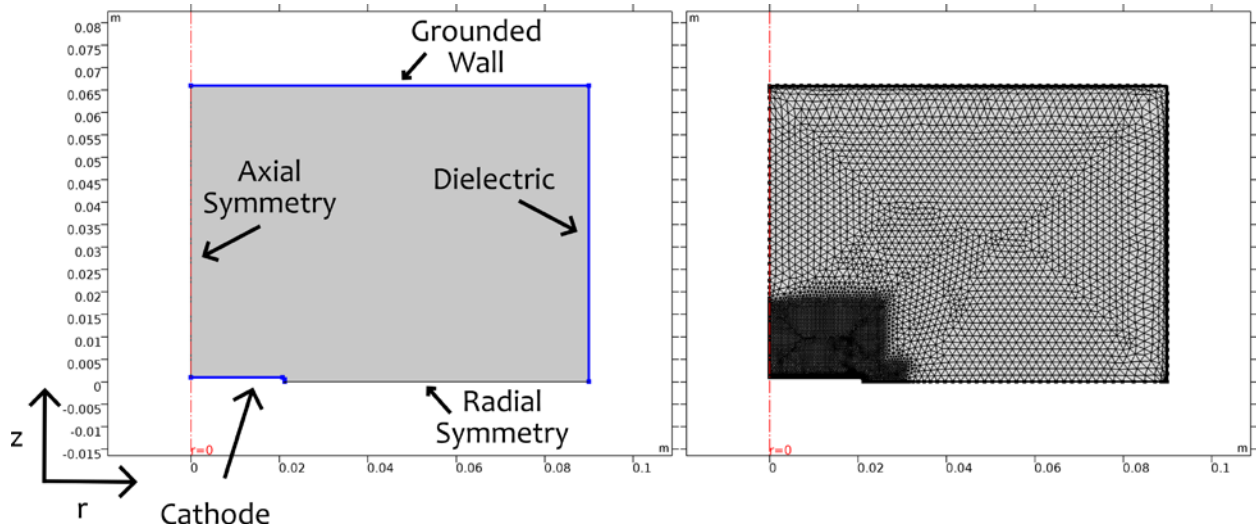 m
m
Grounded
Wall
0.08
0.075
0.07
0.065
0.06
0.055
0.05
0.045
0.04
0.035
0.03
0.025
0.02
0.015
0.01
0.005
0
-0.005
-0.01
-0.015
Axial
Symmetry
Dielectric
Radial
Symmetry
r=0
m
r=0
m
0
0.02
0.04
0.06
0.08
0.1
0
0.02
0.04
0.06
0.08
0.1
z
r
Cathode